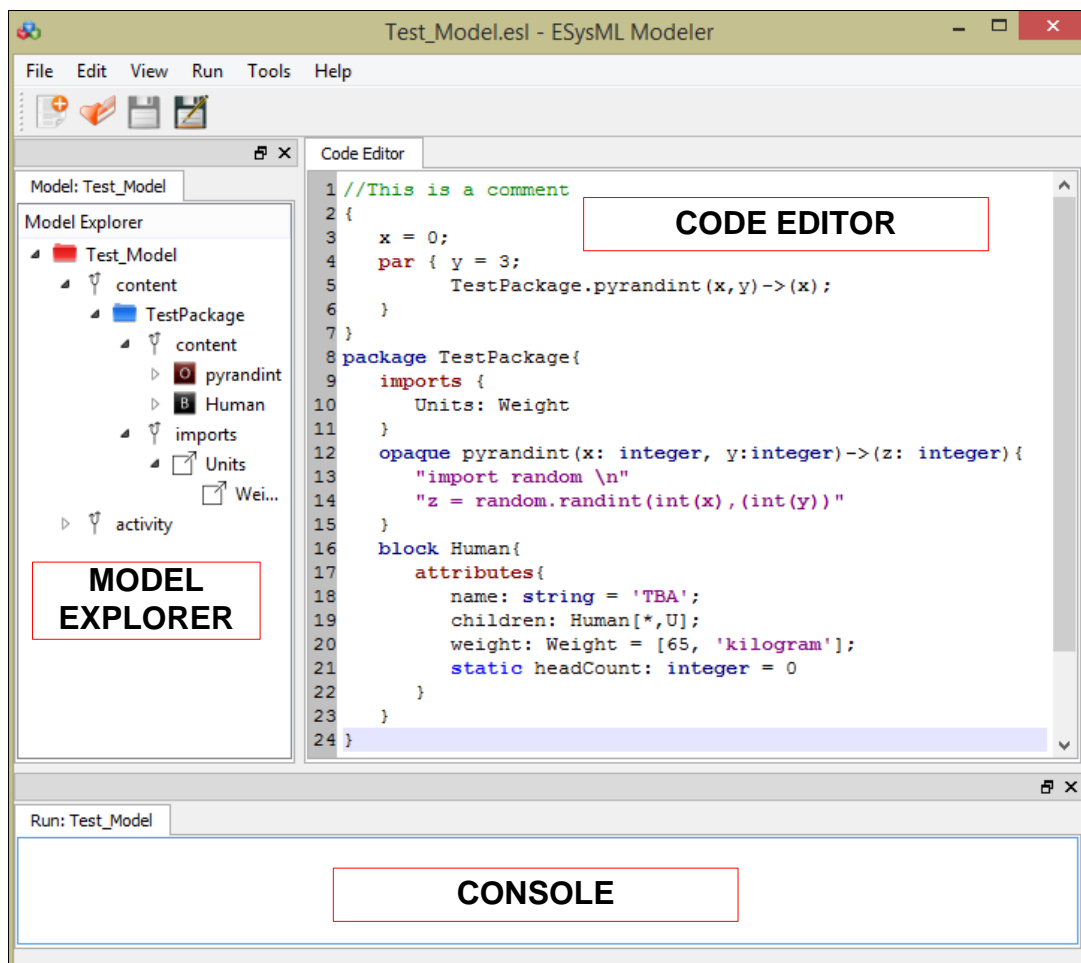 Test_Model.esl - ESysML Modeler
File Edit View Run Tools Help
Model: Test_Model
Model Explorer
Test_Model
content
TestPackage
content
O pyrandint
B Human
imports
Units
Wei...
activity
MODEL
EXPLORER
Code Editor
CODE EDITOR
1 //This is a comment
2 {
3    x = 0;
4    par { y = 3;
5          TestPackage.pyrandint(x,y)->(x);
6    }
7 }
8 package TestPackage{
9    imports {
10       Units: Weight
11    }
12    opaque pyrandint(x: integer, y:integer)->(z: integer){
13       "import random \n"
14       "z = random.randint(int(x),(int(y))"
15    }
16    block Human{
17       attributes{
18          name: string = 'TBA';
19          children: Human[*,U];
20          weight: Weight = [65, 'kilogram'];
21          static headCount: integer = 0
22       }
23    }
24 }
Run: Test_Model
CONSOLE